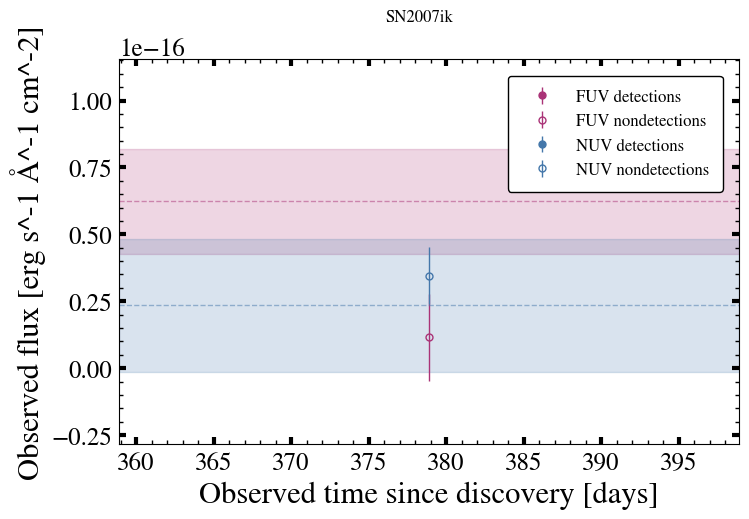 SN2007ik
1e−16
FUV detections
FUV nondetections
NUV detections
NUV nondetections
1.00
0.75
0.50
0.25
0.00
−0.25
Observed flux [erg s^-1 Å^-1 cm^-2]
360 365 370 375 380 385 390 395
Observed time since discovery [days]